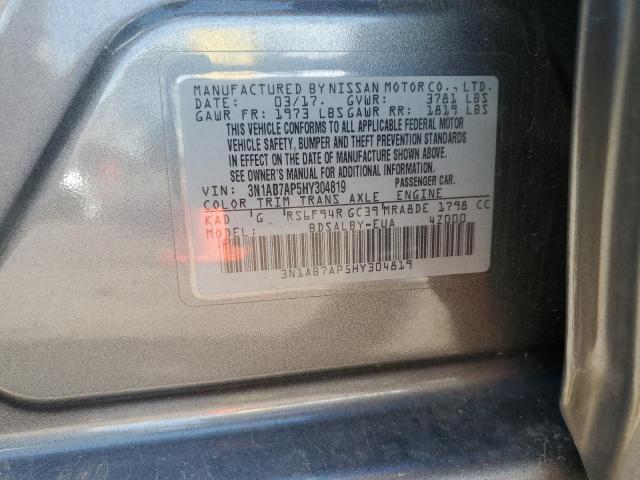 MANUFACTURED BY NISSAN MOTOR CO., LTD.
DATE: 03/17. GVWR: 3781 LBS
GAWR FR: 1973 LBS GAWR RR: 1819 LBS
THIS VEHICLE CONFORMS TO ALL APPLICABLE FEDERAL MOTOR
VEHICLE SAFETY, BUMPER AND THEFT PREVENTION STANDARDS
IN EFFECT ON THE DATE OF MANUFACTURE SHOWN ABOVE.
SEE OWNER'S MANUAL FOR ADDITIONAL INFORMATION
VIN: 3N1AB7AP5HY304819 PASSENGER CAR.
COLOR TRIM TRANS AXLE ENGINE
KAD G RS6F94R GC39 MRA8DE 1798 CC
MODEL: BDSALBY-EUA 4Z000
3N1AB7AP5HY304819